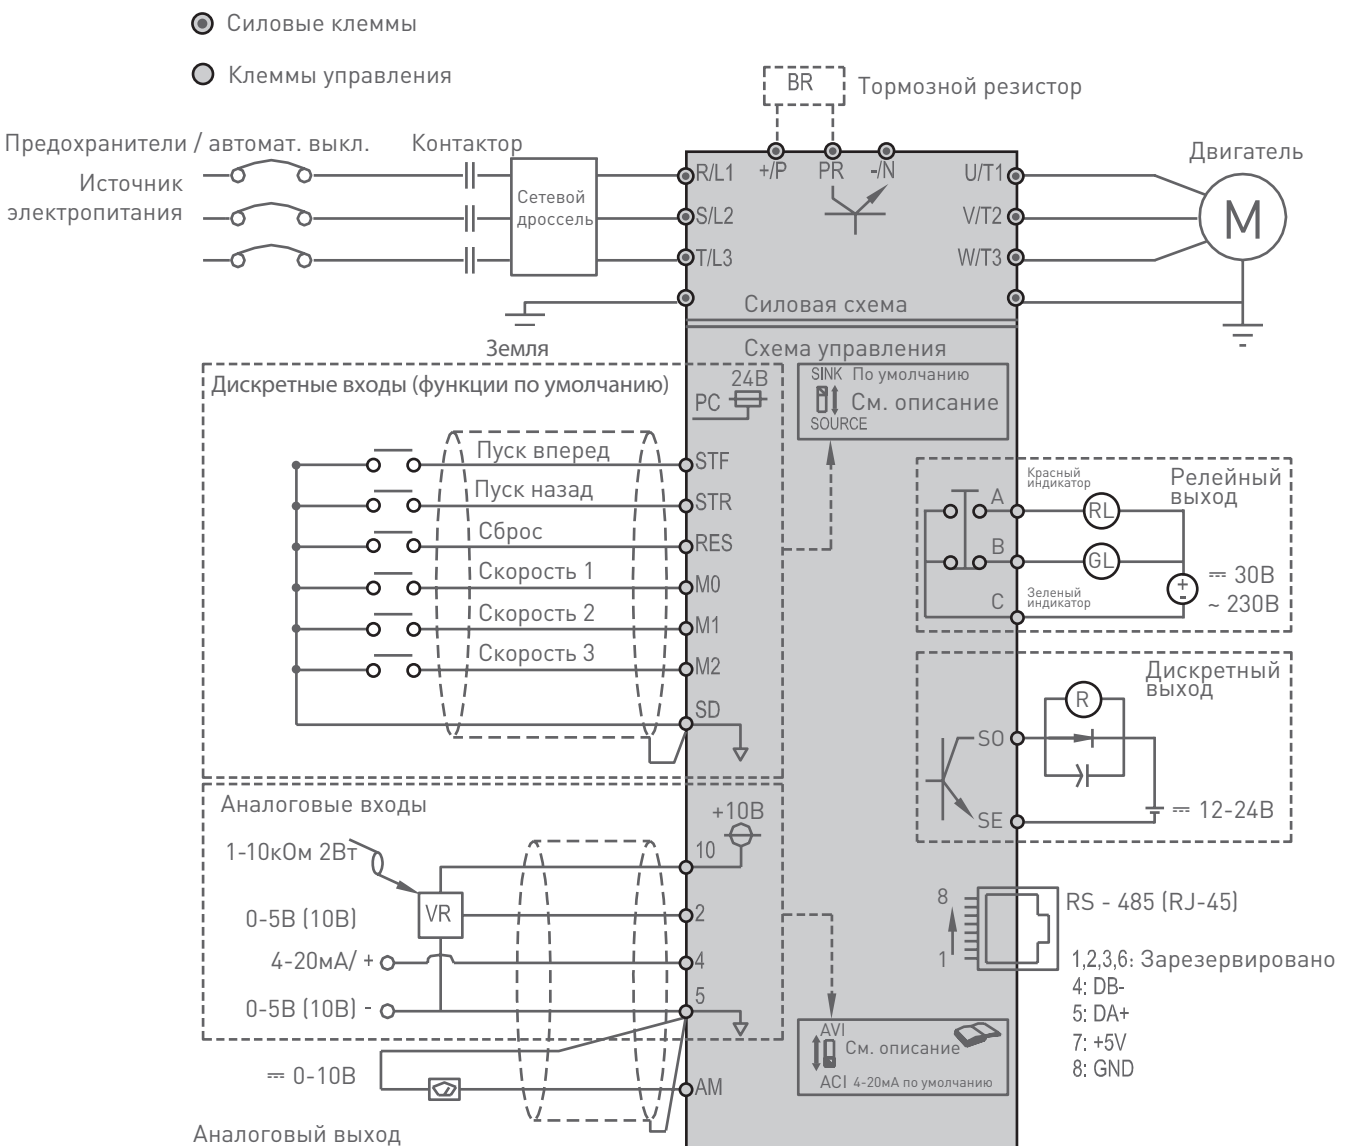 Силовые клеммы
Клеммы управления
BR
Тормозной резистор
Предохранители / автомат. выкл.
Контактор
Двигатель
Источник
электропитания
Сетевой
дроссель
R/L1
+/P
PR
-/N
U/T1
S/L2
V/T2
M
T/L3
W/T3
Силовая схема
Земля
Схема управления
Дискретные входы (функции по умолчанию)
24В
PC
SINK По умолчанию
См. описание
SOURCE
Пуск вперед
STF
Пуск назад
STR
Сброс
RES
Скорость 1
M0
Скорость 2
M1
Скорость 3
M2
SD
Красный
индикатор
Релейный
выход
A
RL
B
GL
C
Зеленый
индикатор
+
-
⎓ 30В
~ 230В
Дискретный
выход
R
SO
SE
⎓ 12-24В
Аналоговые входы
+10В
1-10кОм 2Вт
10
VR
0-5В (10В)
2
4-20мА/ +
4
0-5В (10В) -
5
⎓ 0-10В
AM
Аналоговый выход
AVI
См. описание
ACI 4-20мА по умолчанию
8
1
RS - 485 (RJ-45)
1,2,3,6: Зарезервировано
4: DB-
5: DA+
7: +5V
8: GND